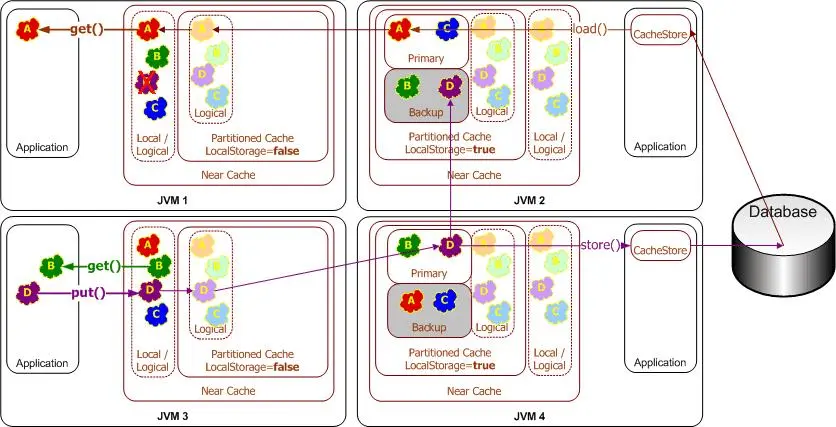 A
get()
A
B
D
C
A
B
D
C
Logical
Application
Local /
Logical
Partitioned Cache
LocalStorage=false
Near Cache
JVM 1
A
C
Primary
B
D
Backup
A
B
D
C
Logical
A
B
D
C
Local /
Logical
load()
CacheStore
Partitioned Cache
LocalStorage=true
Near Cache
Application
JVM 2
Database
B
get()
D
put()
A
B
D
C
A
B
D
C
Logical
Application
Local /
Logical
Partitioned Cache
LocalStorage=false
Near Cache
JVM 3
B
D
Primary
A
C
Backup
A
B
D
C
Logical
A
B
D
C
Local /
Logical
store()
CacheStore
Partitioned Cache
LocalStorage=true
Near Cache
Application
JVM 4